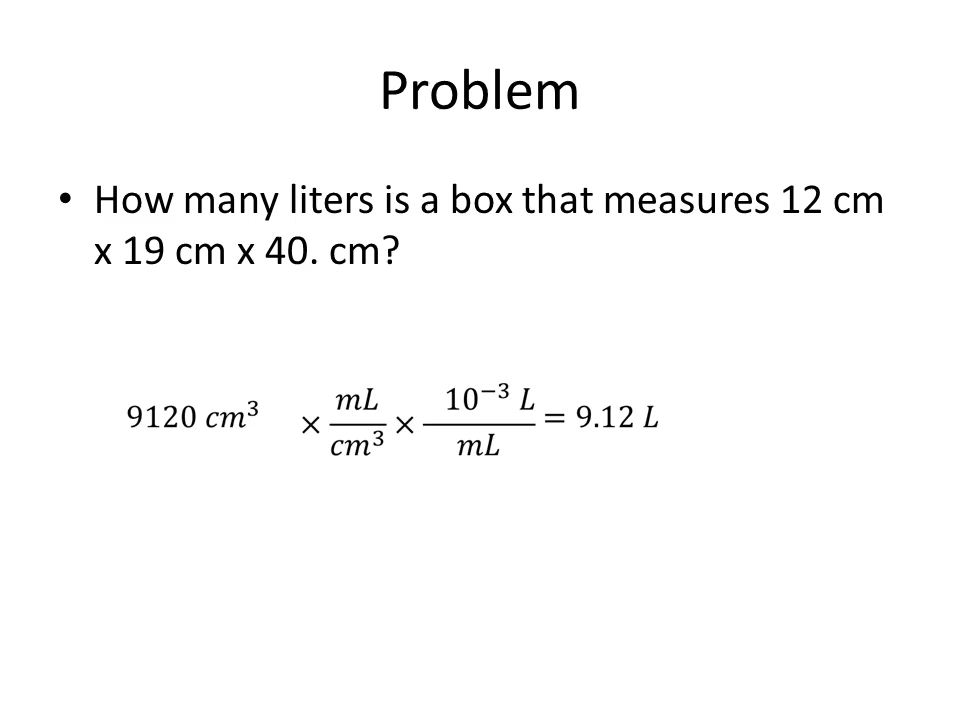 Problem
• How many liters is a box that measures 12 cm
x 19 cm x 40. cm?
9120 cm³ × mL/cm³ × 10⁻³ L/mL = 9.12 L